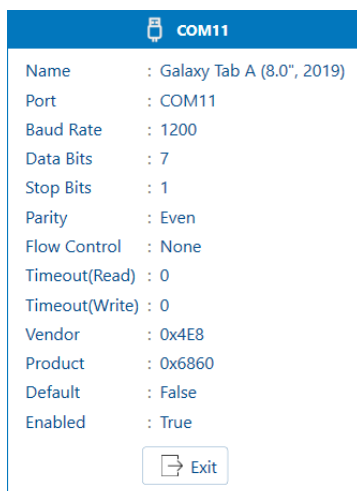 COM11
Name : Galaxy Tab A (8.0", 2019)
Port : COM11
Baud Rate : 1200
Data Bits : 7
Stop Bits : 1
Parity : Even
Flow Control : None
Timeout(Read) : 0
Timeout(Write) : 0
Vendor : 0x4E8
Product : 0x6860
Default : False
Enabled : True
Exit